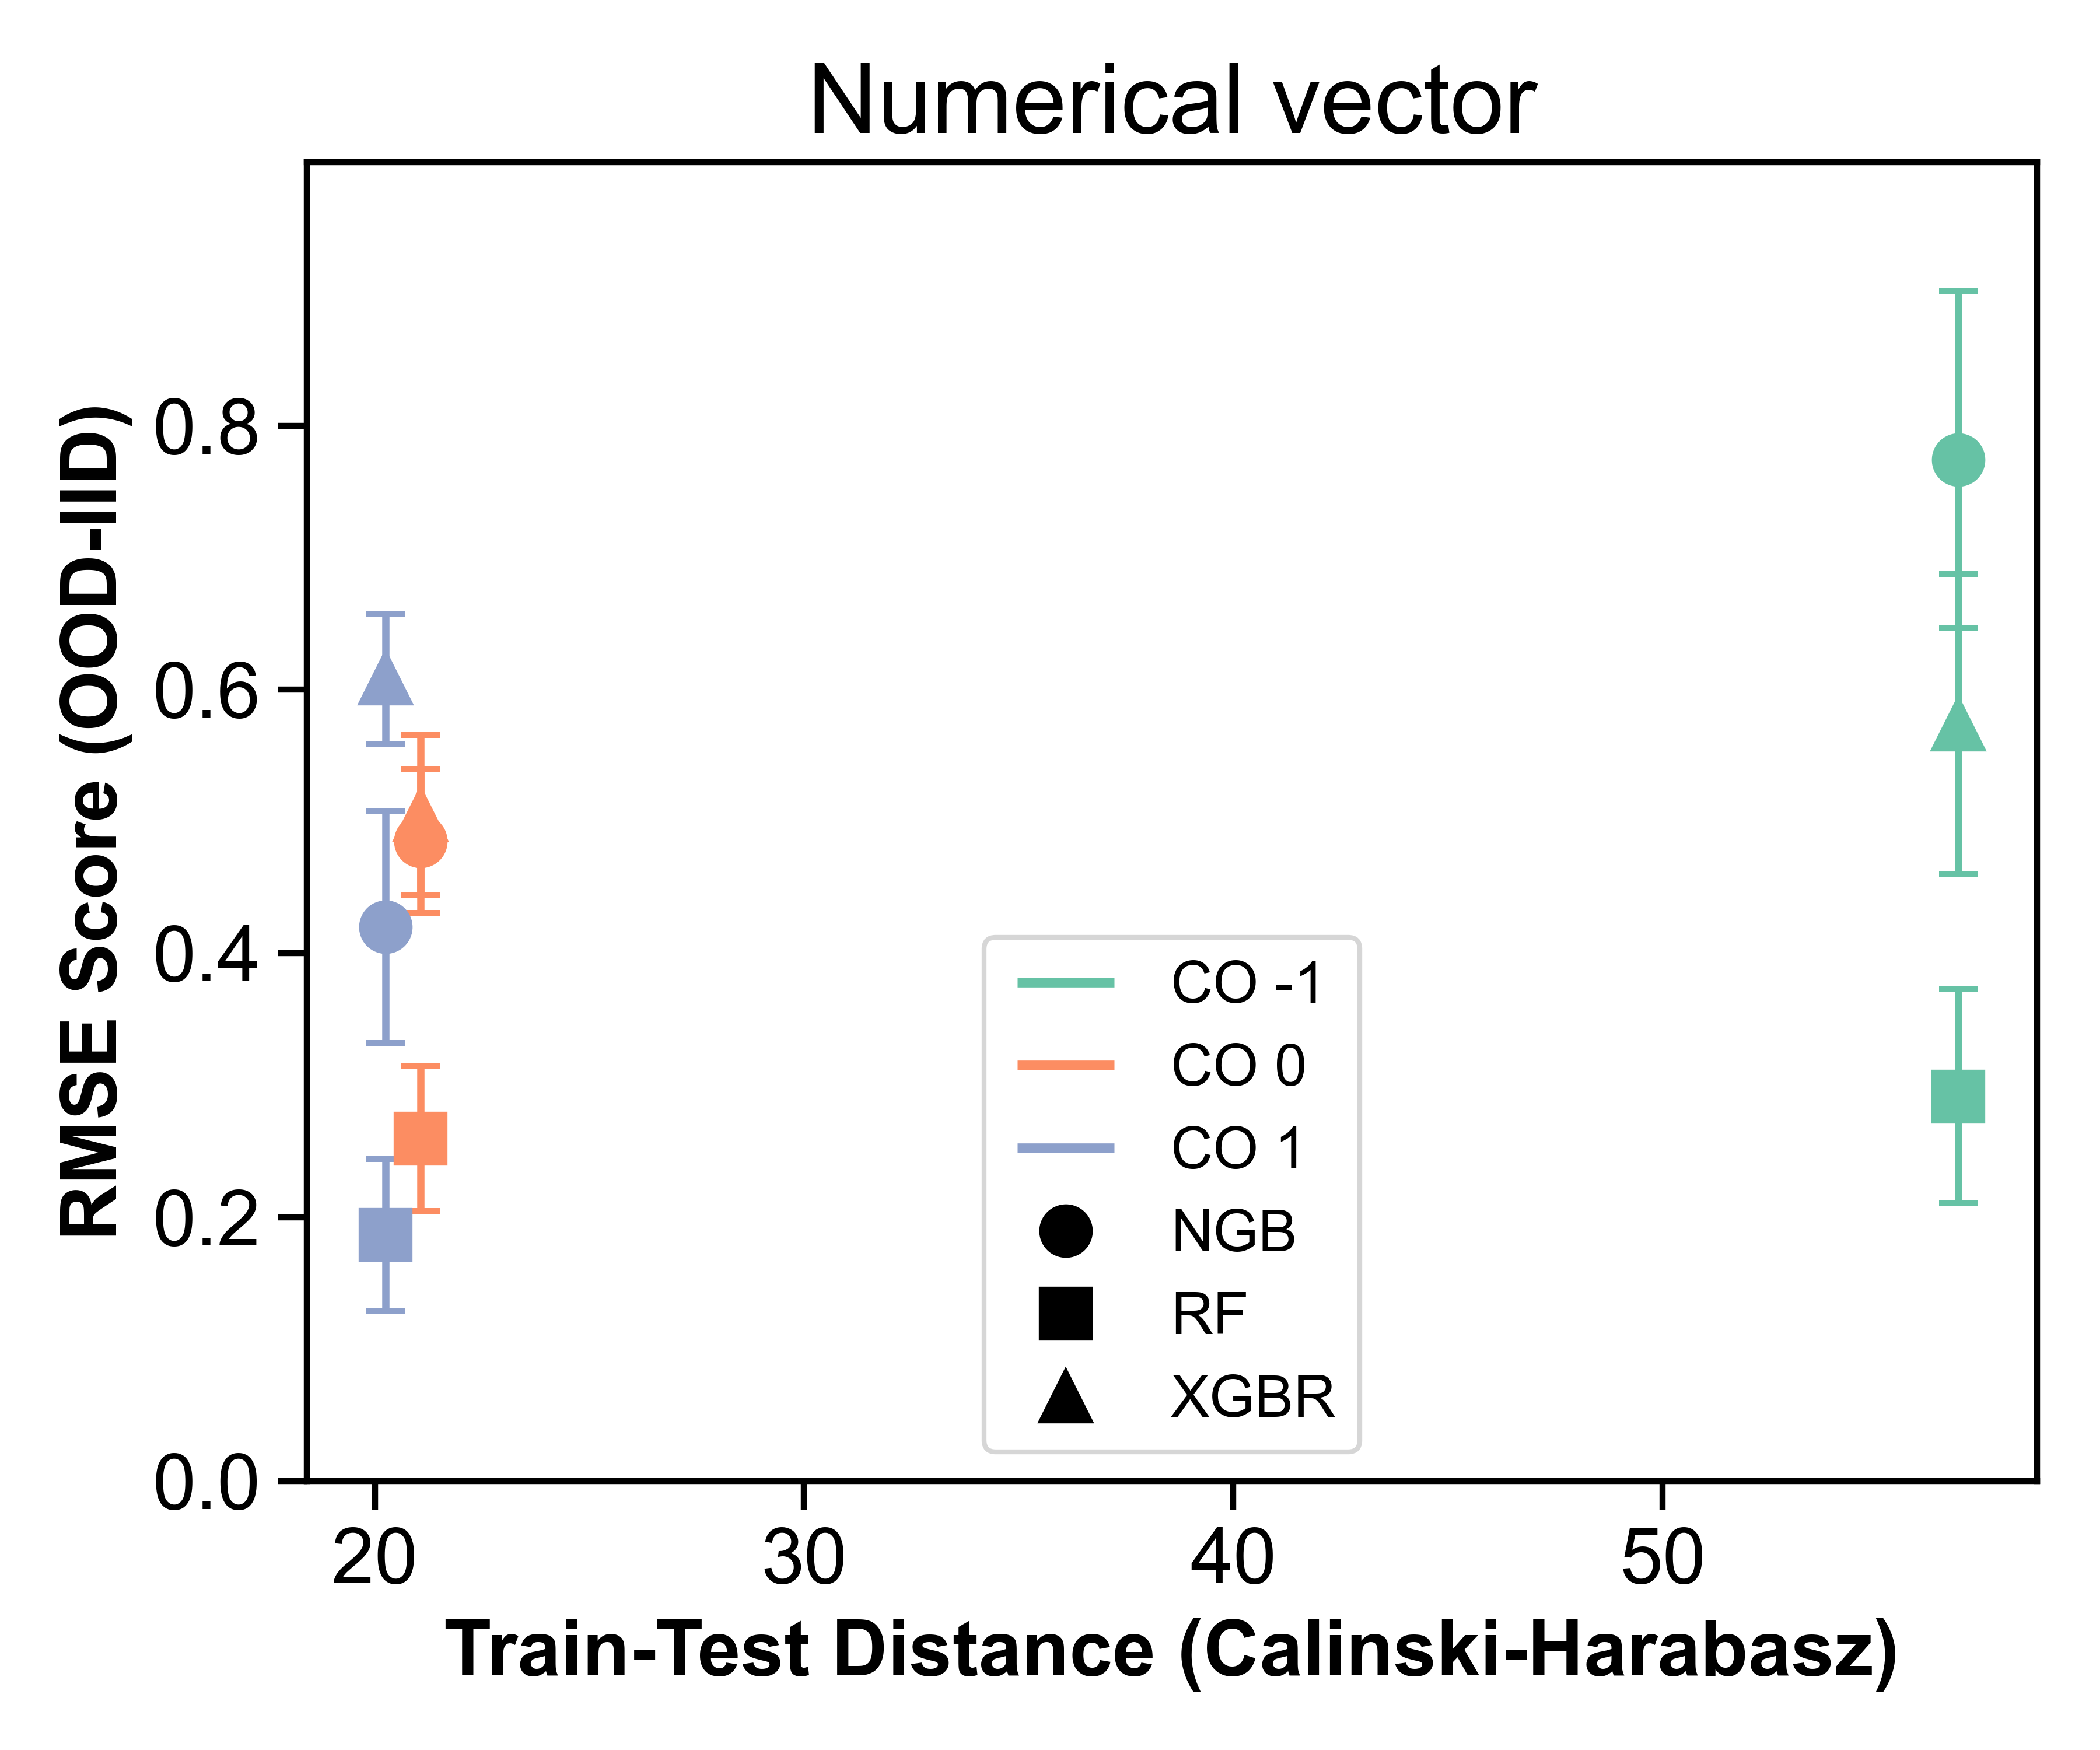 Numerical vector
RMSE Score (OOD-IID)
0.8
0.6
0.4
0.2
0.0
CO -1
CO 0
CO 1
NGB
RF
XGBR
20
30
40
50
Train-Test Distance (Calinski-Harabasz)